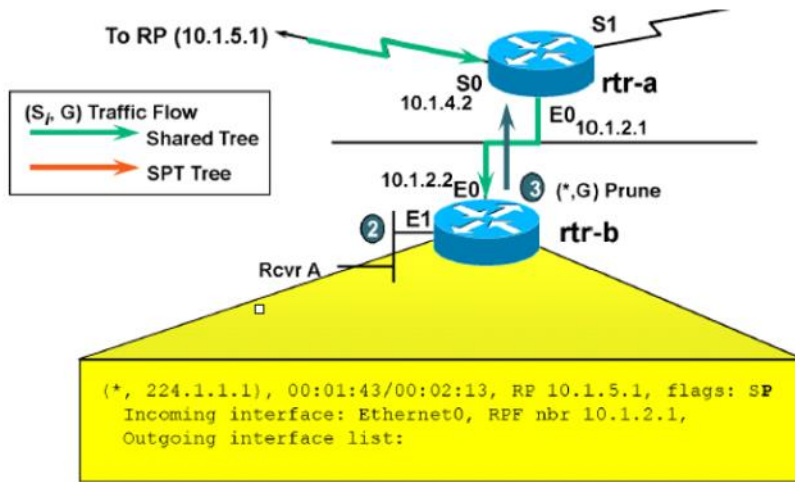 To RP (10.1.5.1)
S1
S0
rtr-a
10.1.4.2
E0
10.1.2.1
(Si, G) Traffic Flow
Shared Tree
SPT Tree
10.1.2.2
E0
3 (*,G) Prune
2
E1
rtr-b
Rcvr A
(*, 224.1.1.1), 00:01:43/00:02:13, RP 10.1.5.1, flags: SP
Incoming interface: Ethernet0, RPF nbr 10.1.2.1,
Outgoing interface list: